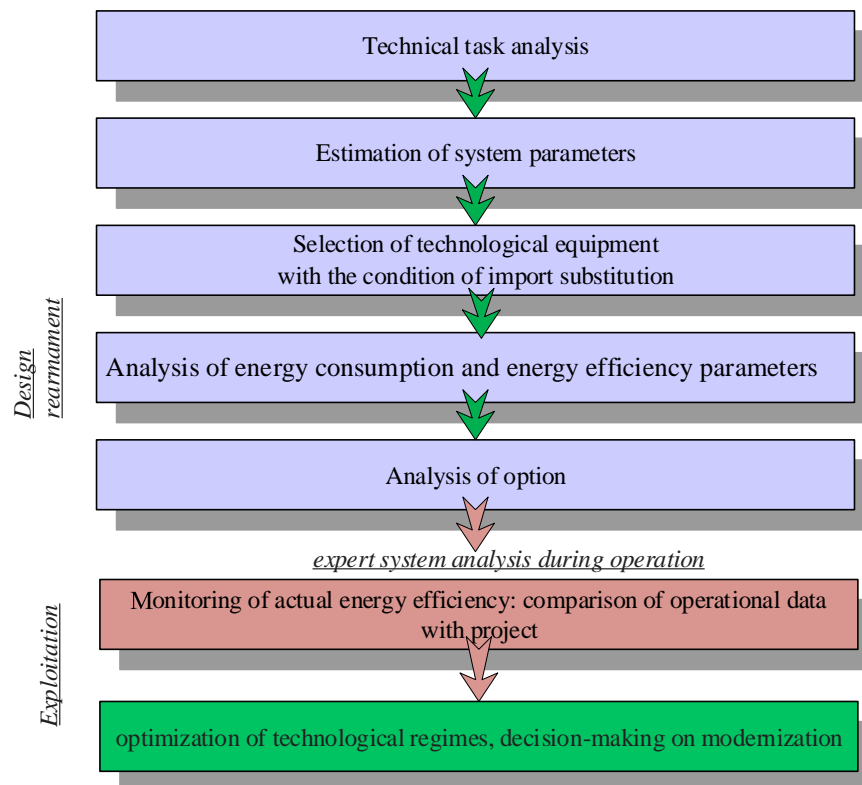 Technical task analysis
Estimation of system parameters
Selection of technological equipment
with the condition of import substitution
Design
rearmament
Analysis of energy consumption and energy efficiency parameters
Analysis of option
expert system analysis during operation
Exploitation
Monitoring of actual energy efficiency: comparison of operational data
with project
optimization of technological regimes, decision-making on modernization